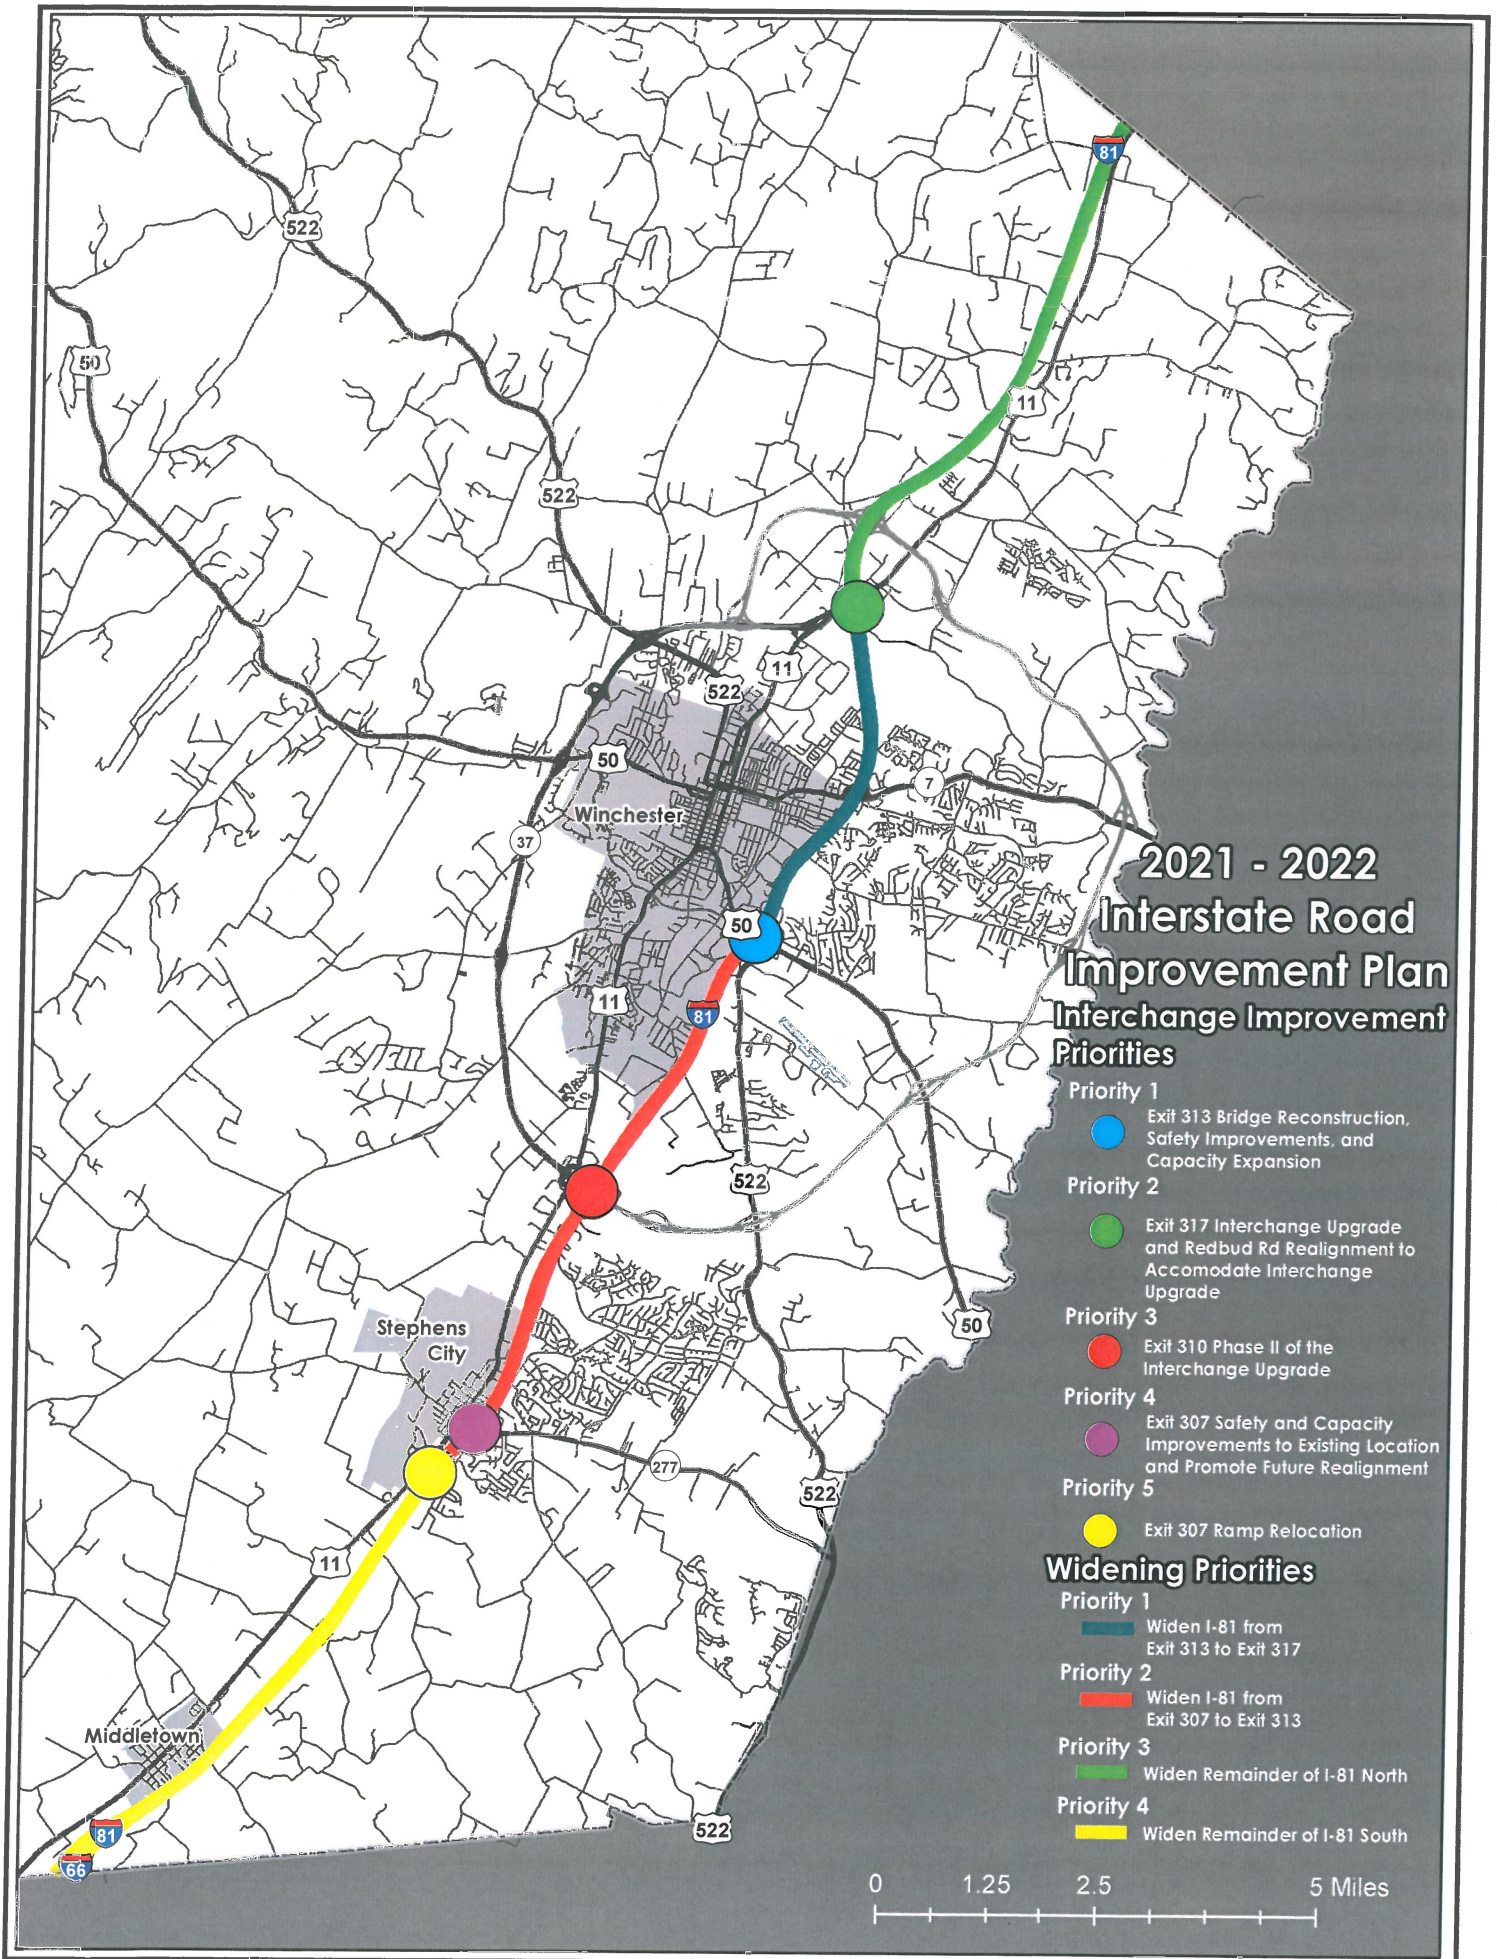 81
522
50
11
522
11
522
50
7
Winchester
37
50
11
81
522
50
Stephens
City
277
522
11
Middletown
81
66
522
2021 - 2022
Interstate Road
Improvement Plan
Interchange Improvement
Priorities
Priority 1
Exit 313 Bridge Reconstruction,
Safety Improvements, and
Capacity Expansion
Priority 2
Exit 317 Interchange Upgrade
and Redbud Rd Realignment to
Accomodate Interchange
Upgrade
Priority 3
Exit 310 Phase II of the
Interchange Upgrade
Priority 4
Exit 307 Safety and Capacity
Improvements to Existing Location
and Promote Future Realignment
Priority 5
Exit 307 Ramp Relocation
Widening Priorities
Priority 1
Widen I-81 from
Exit 313 to Exit 317
Priority 2
Widen I-81 from
Exit 307 to Exit 313
Priority 3
Widen Remainder of I-81 North
Priority 4
Widen Remainder of I-81 South
0 1.25 2.5 5 Miles